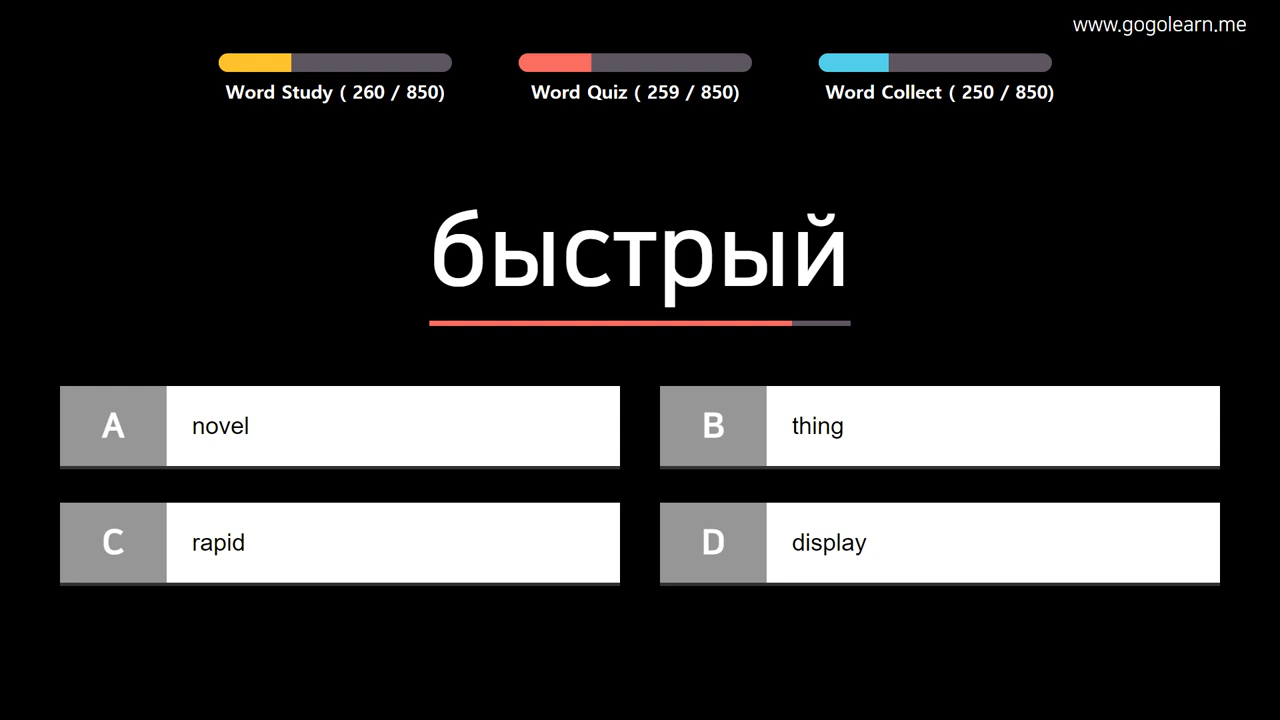 www.gogolearn.me
Word Study ( 260 / 850)
Word Quiz ( 259 / 850)
Word Collect ( 250 / 850)
быстрый
A novel
B thing
C rapid
D display